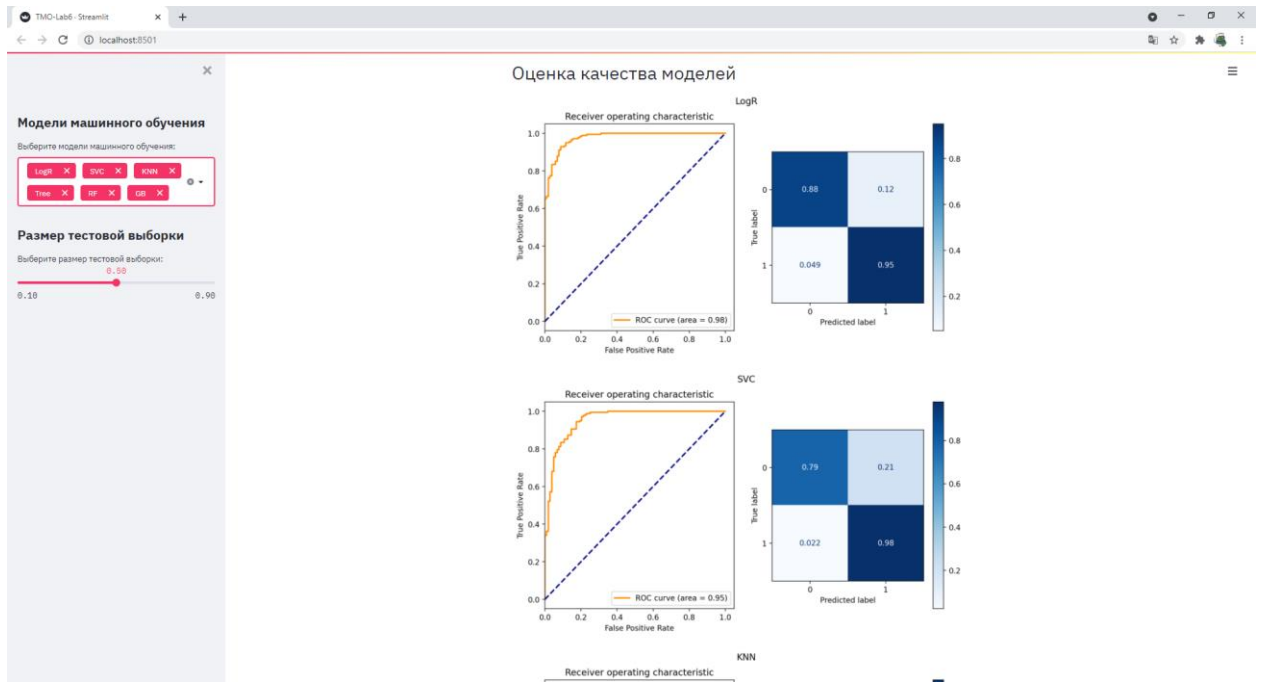 TMO-Lab6 · Streamlit
localhost:8501
Модели машинного обучения
Выберите модели машинного обучения:
LogR SVC KNN
Tree RF GB
Размер тестовой выборки
Выберите размер тестовой выборки:
0.50
0.10 0.90
Оценка качества моделей
LogR
Receiver operating characteristic
1.0
0.8
0.6
0.4
0.2
0.0
True Positive Rate
ROC curve (area = 0.98)
0.0 0.2 0.4 0.6 0.8 1.0
False Positive Rate
True label
0 0.88 0.12
1 0.049 0.95
0 1
Predicted label
0.8
0.6
0.4
0.2
SVC
Receiver operating characteristic
1.0
0.8
0.6
0.4
0.2
0.0
True Positive Rate
ROC curve (area = 0.95)
0.0 0.2 0.4 0.6 0.8 1.0
False Positive Rate
True label
0 0.79 0.21
1 0.022 0.98
0 1
Predicted label
0.8
0.6
0.4
0.2
KNN
Receiver operating characteristic